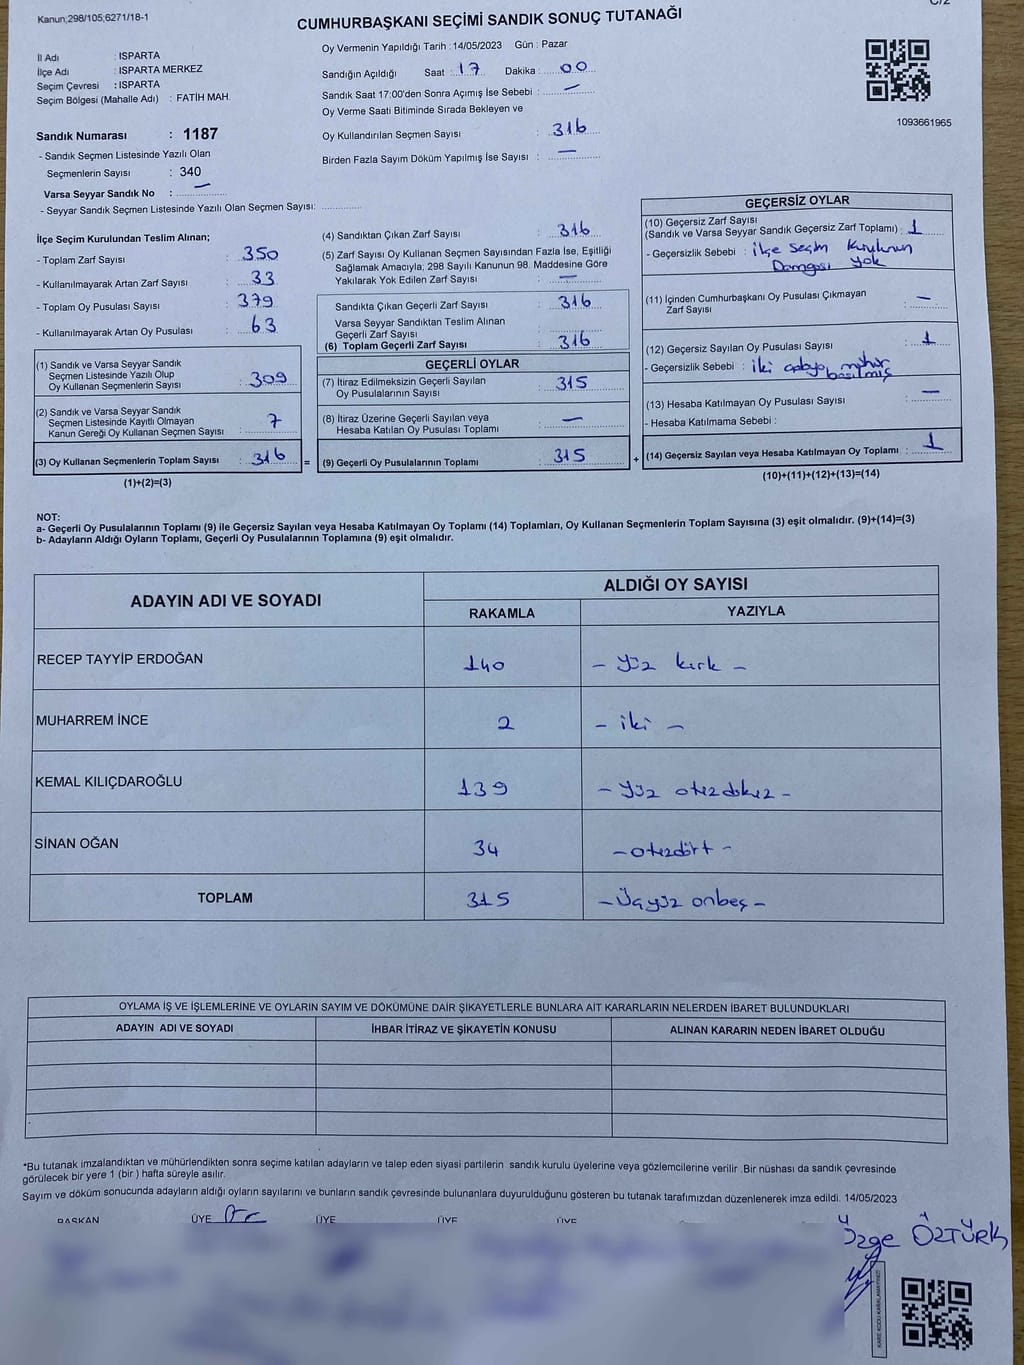 C/2
Kanun;298/105;6271/18-1
CUMHURBAŞKANI SEÇİMİ SANDIK SONUÇ TUTANAĞI
İl Adı : ISPARTA
İlçe Adı : ISPARTA MERKEZ
Seçim Çevresi : ISPARTA
Seçim Bölgesi (Mahalle Adı) : FATİH MAH.
Oy Vermenin Yapıldığı Tarih :14/05/2023 Gün : Pazar
Sandığın Açıldığı Saat : 17 Dakika : 00
Sandık Saat 17:00'den Sonra Açımış İse Sebebi : —
Oy Verme Saati Bitiminde Sırada Bekleyen ve
Oy Kullandırılan Seçmen Sayısı : 316
Birden Fazla Sayım Döküm Yapılmış İse Sayısı : —
1093661965
Sandık Numarası : 1187
- Sandık Seçmen Listesinde Yazılı Olan
Seçmenlerin Sayısı : 340
Varsa Seyyar Sandık No : —
- Seyyar Sandık Seçmen Listesinde Yazılı Olan Seçmen Sayısı:
İlçe Seçim Kurulundan Teslim Alınan;
- Toplam Zarf Sayısı : 350
- Kullanılmayarak Artan Zarf Sayısı : 33
- Toplam Oy Pusulası Sayısı : 379
- Kullanılmayarak Artan Oy Pusulası : 63
(1) Sandık ve Varsa Seyyar Sandık
Seçmen Listesinde Yazılı Olup
Oy Kullanan Seçmenlerin Sayısı : 309
(2) Sandık ve Varsa Seyyar Sandık
Seçmen Listesinde Kayıtlı Olmayan
Kanun Gereği Oy Kullanan Seçmen Sayısı : 7
(3) Oy Kullanan Seçmenlerin Toplam Sayısı : 316 =
(1)+(2)=(3)
(4) Sandıktan Çıkan Zarf Sayısı : 316
(5) Zarf Sayısı Oy Kullanan Seçmen Sayısından Fazla İse, Eşitliği
Sağlamak Amacıyla; 298 Sayılı Kanunun 98. Maddesine Göre
Yakılarak Yok Edilen Zarf Sayısı : —
Sandıkta Çıkan Geçerli Zarf Sayısı : 316
Varsa Seyyar Sandıktan Teslim Alınan
Geçerli Zarf Sayısı :
(6) Toplam Geçerli Zarf Sayısı : 316
GEÇERLİ OYLAR
(7) İtiraz Edilmeksizin Geçerli Sayılan
Oy Pusulalarının Sayısı : 315
(8) İtiraz Üzerine Geçerli Sayılan veya
Hesaba Katılan Oy Pusulası Toplamı : —
(9) Geçerli Oy Pusulalarının Toplamı : 315 +
GEÇERSİZ OYLAR
(10) Geçersiz Zarf Sayısı
(Sandık ve Varsa Seyyar Sandık Geçersiz Zarf Toplamı) : 1
- Geçersizlik Sebebi : ilçe seçim kurulunun
Damgası yok
(11) İçinden Cumhurbaşkanı Oy Pusulası Çıkmayan
Zarf Sayısı : —
(12) Geçersiz Sayılan Oy Pusulası Sayısı : 1
- Geçersizlik Sebebi : iki adaya mühür
basılmış
(13) Hesaba Katılmayan Oy Pusulası Sayısı : —
- Hesaba Katılmama Sebebi :
(14) Geçersiz Sayılan veya Hesaba Katılmayan Oy Toplamı : 1
(10)+(11)+(12)+(13)=(14)
NOT:
a- Geçerli Oy Pusulalarının Toplamı (9) ile Geçersiz Sayılan veya Hesaba Katılmayan Oy Toplamı (14) Toplamları, Oy Kullanan Seçmenlerin Toplam Sayısına (3) eşit olmalıdır. (9)+(14)=(3)
b- Adayların Aldığı Oyların Toplamı, Geçerli Oy Pusulalarının Toplamına (9) eşit olmalıdır.
ADAYIN ADI VE SOYADI
ALDIĞI OY SAYISI
RAKAMLA YAZIYLA
RECEP TAYYİP ERDOĞAN 140 - yüz kırk -
MUHARREM İNCE 2 - iki -
KEMAL KILIÇDAROĞLU 139 - yüz otuzdokuz -
SİNAN OĞAN 34 - otuzdört -
TOPLAM 315 - Üçyüz onbeş -
OYLAMA İŞ VE İŞLEMLERİNE VE OYLARIN SAYIM VE DÖKÜMÜNE DAİR ŞİKAYETLERLE BUNLARA AİT KARARLARIN NELERDEN İBARET BULUNDUKLARI
ADAYIN ADI VE SOYADI İHBAR İTİRAZ VE ŞİKAYETİN KONUSU ALINAN KARARIN NEDEN İBARET OLDUĞU
*Bu tutanak imzalandıktan ve mühürlendikten sonra seçime katılan adayların ve talep eden siyasi partilerin sandık kurulu üyelerine veya gözlemcilerine verilir .Bir nüshası da sandık çevresinde
görülecek bir yere 1 (bir ) hafta süreyle asılır.
Sayım ve döküm sonucunda adayların aldığı oyların sayılarını ve bunların sandık çevresinde bulunanlara duyurulduğunu gösteren bu tutanak tarafımızdan düzenlenerek imza edildi. 14/05/2023
BAŞKAN ÜYE ÜYE ÜYE ÜYE
Özge ÖZTÜRK
KARE KODU KARALAMAYINIZ!